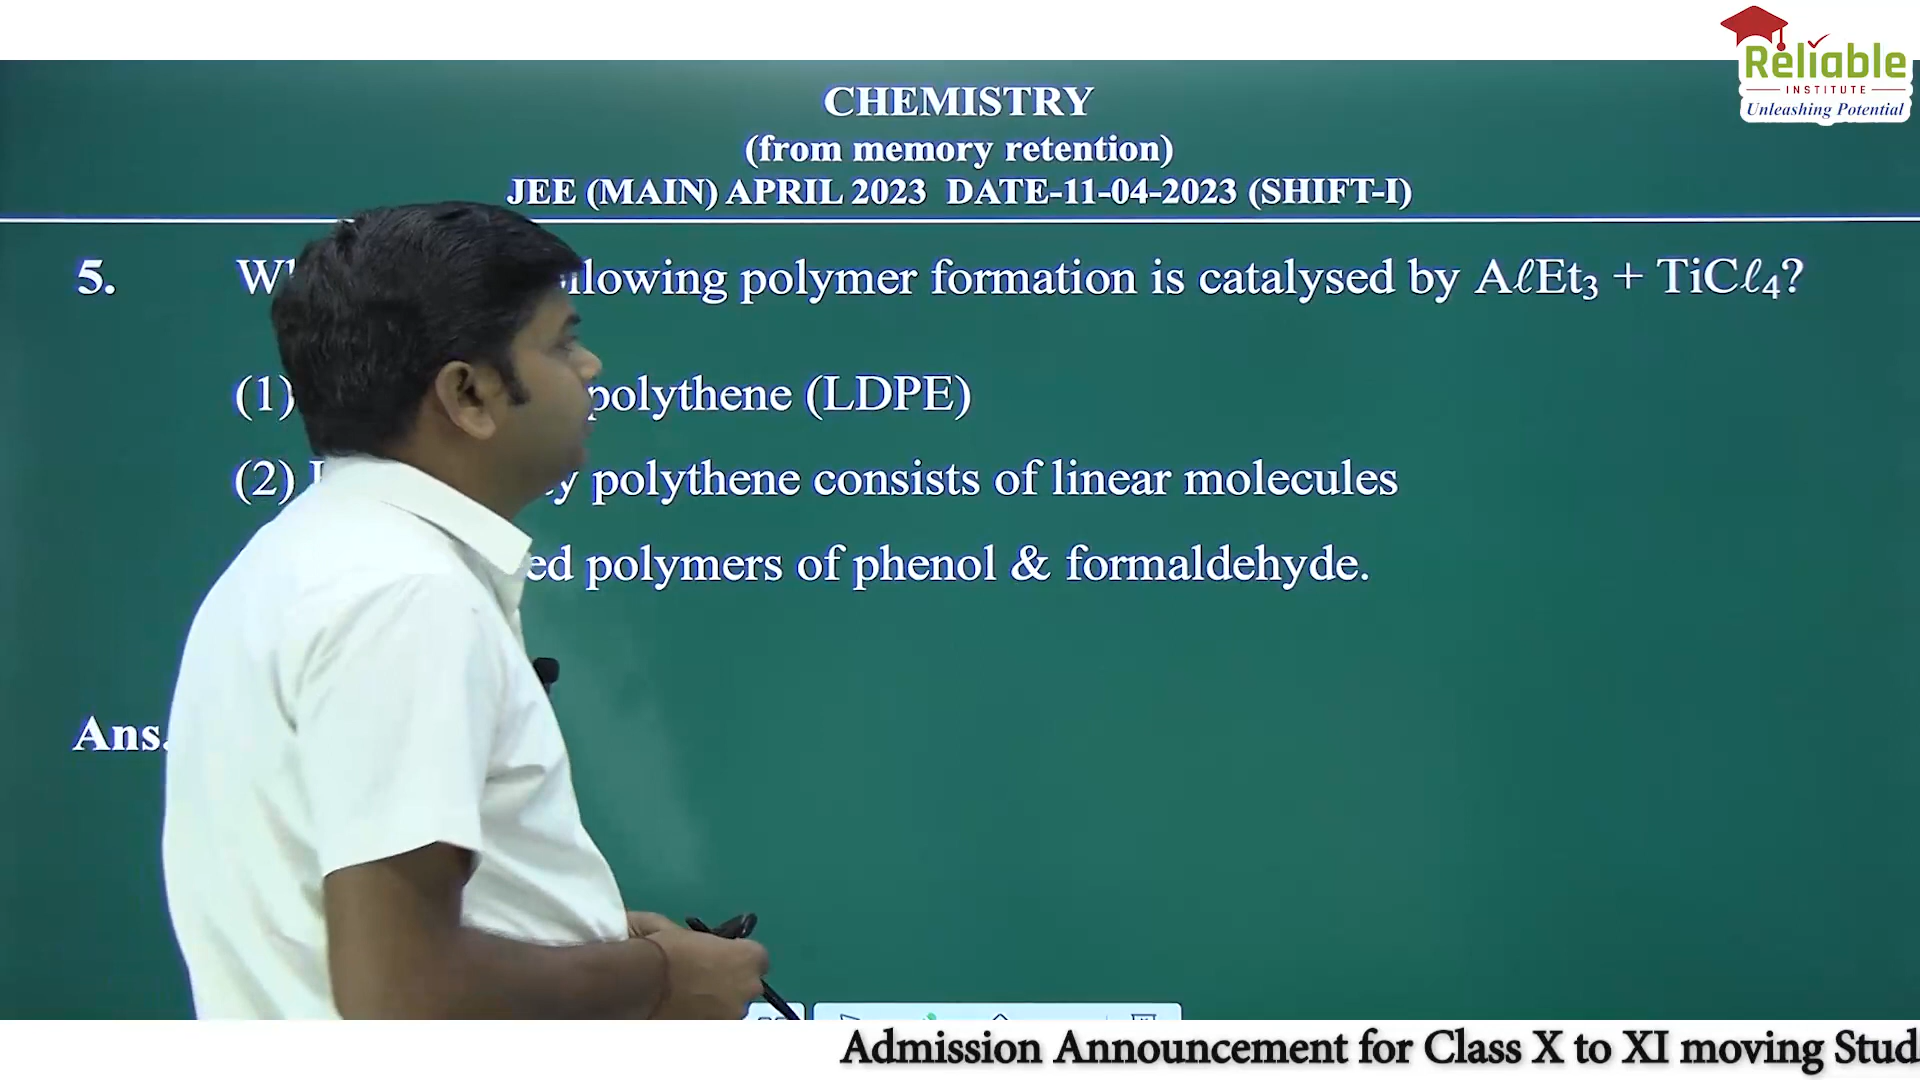 Reliable
INSTITUTE
Unleashing Potential
CHEMISTRY
(from memory retention)
JEE (MAIN) APRIL 2023 DATE-11-04-2023 (SHIFT-I)
5. polymer formation is catalysed by AℓEt₃ + TiCℓ₄?
(1) polythene (LDPE)
(2) polythene consists of linear molecules
polymers of phenol & formaldehyde.
Ans.
Admission Announcement for Class X to XI moving Stud